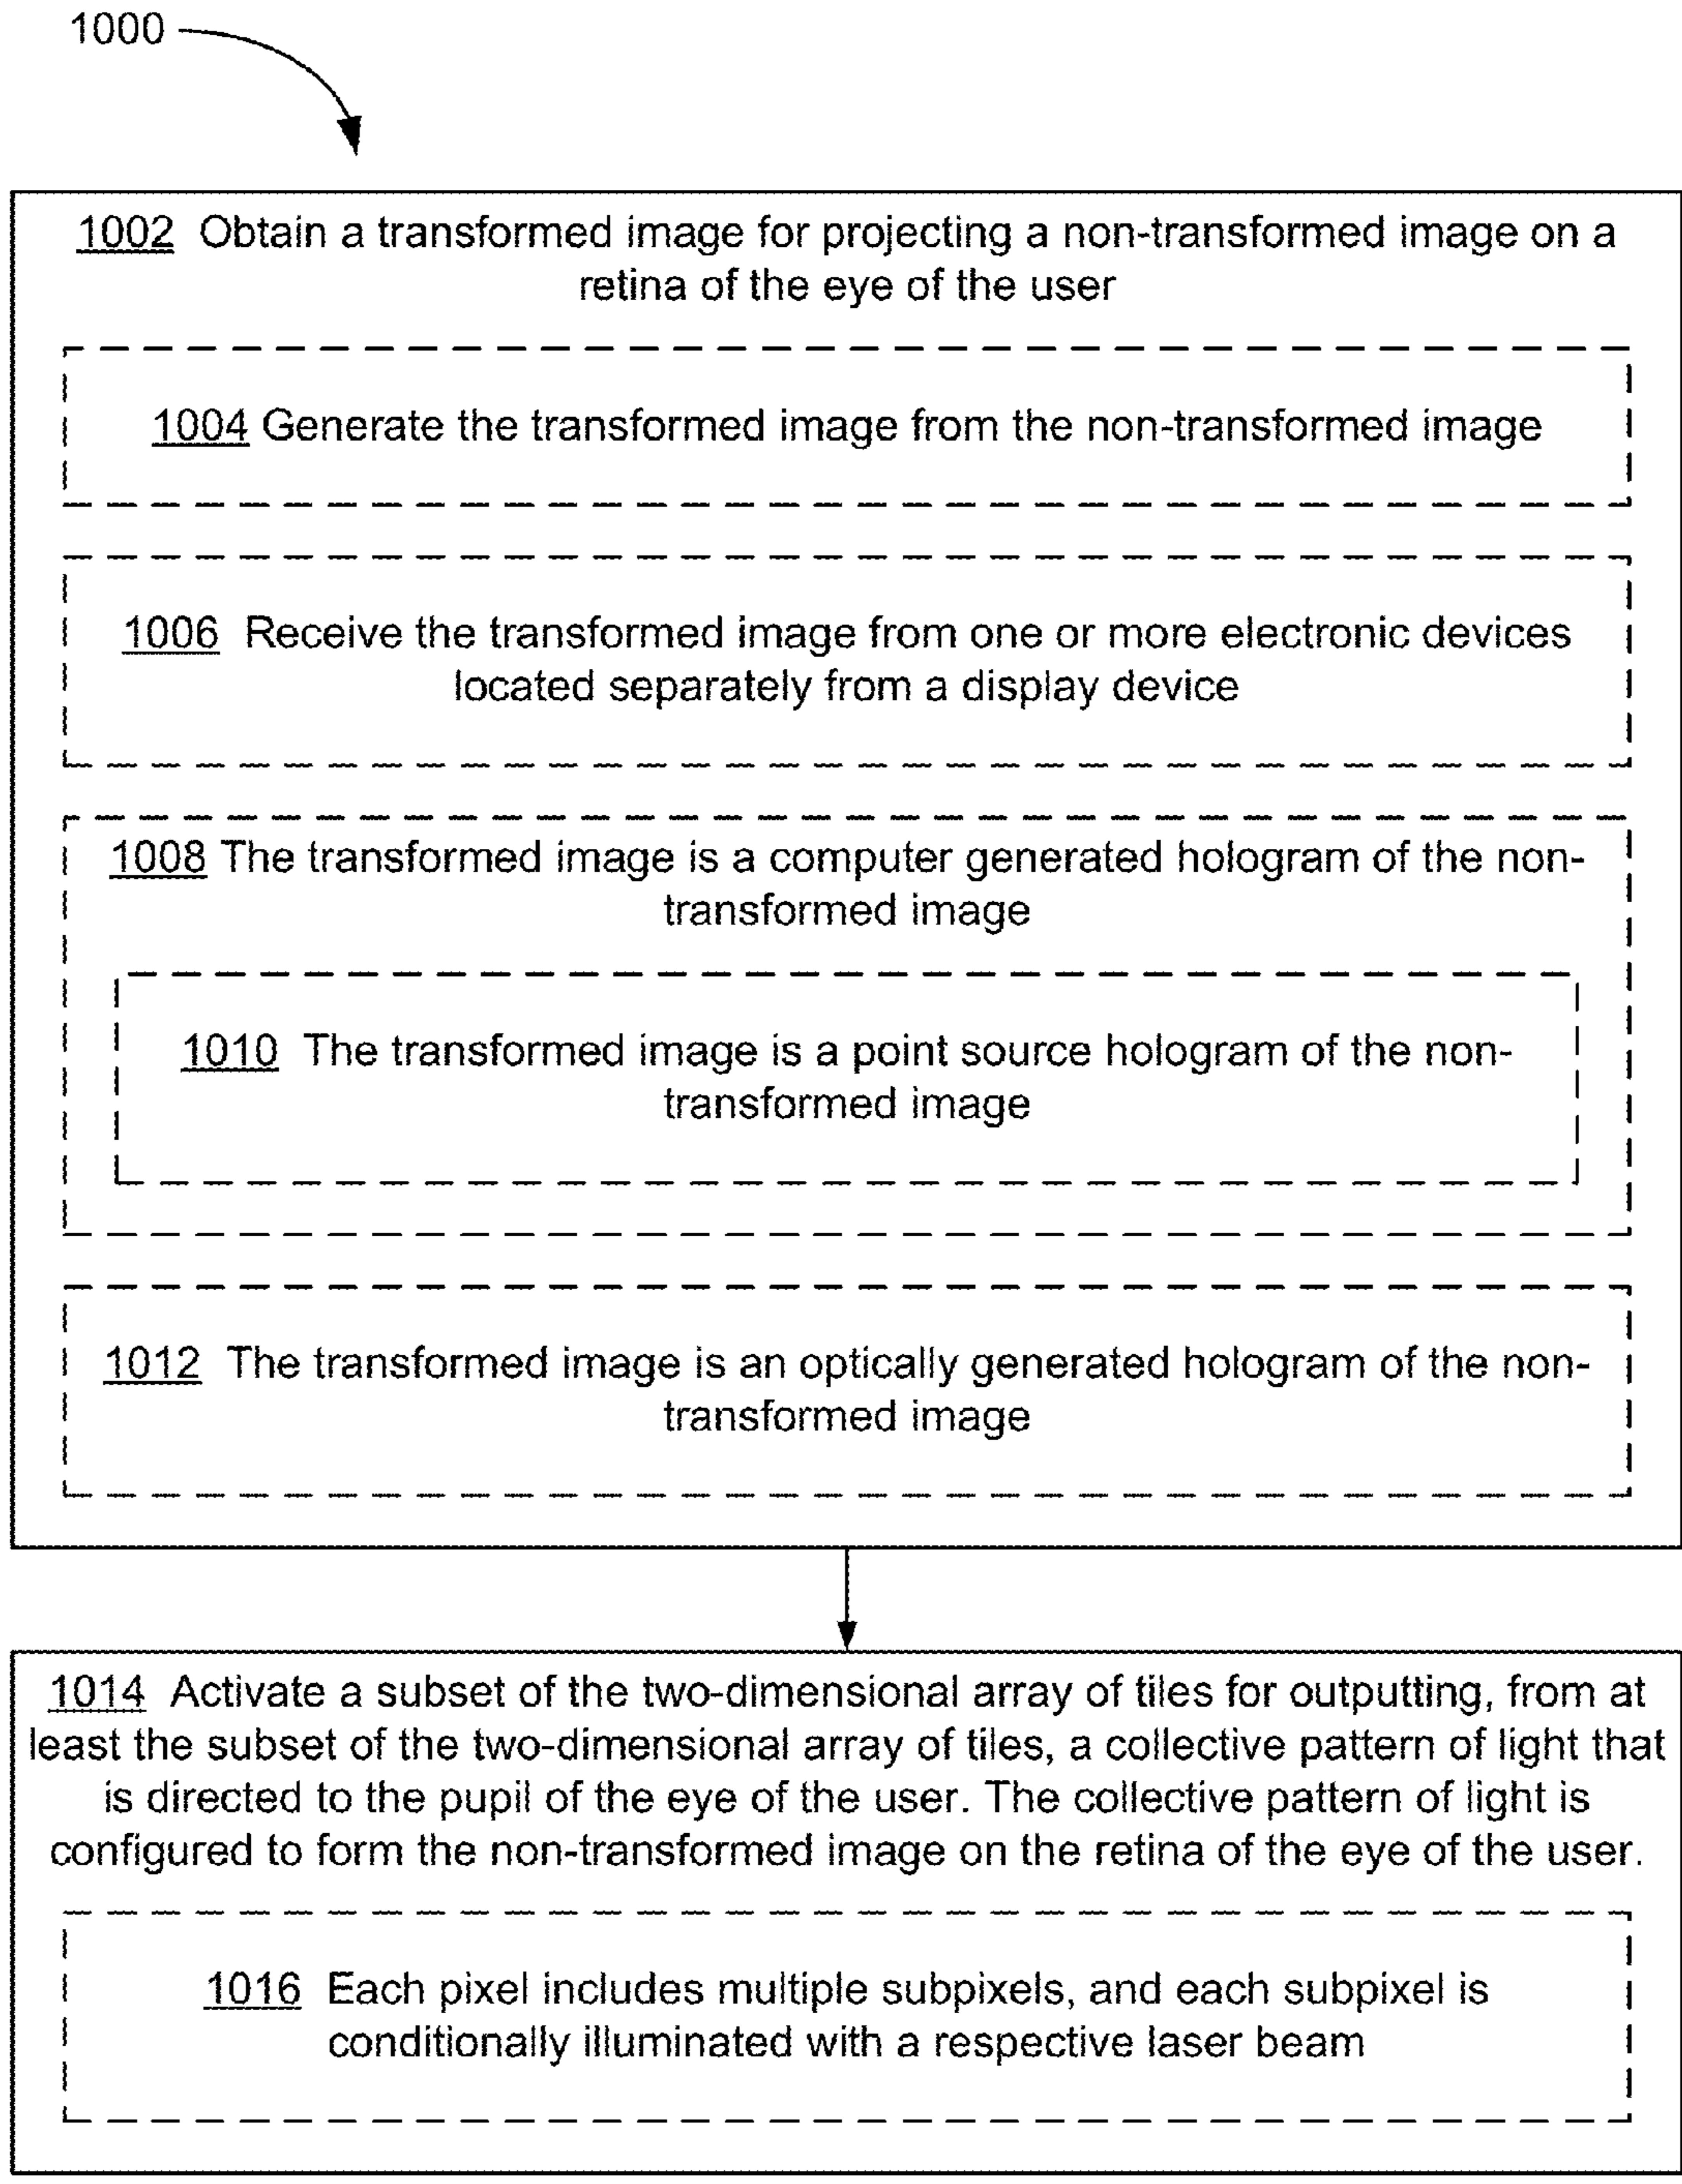 1000
1002 Obtain a transformed image for projecting a non-transformed image on a
retina of the eye of the user
1004 Generate the transformed image from the non-transformed image
1006 Receive the transformed image from one or more electronic devices
located separately from a display device
1008 The transformed image is a computer generated hologram of the non-
transformed image
1010 The transformed image is a point source hologram of the non-
transformed image
1012 The transformed image is an optically generated hologram of the non-
transformed image
1014 Activate a subset of the two-dimensional array of tiles for outputting, from at
least the subset of the two-dimensional array of tiles, a collective pattern of light that
is directed to the pupil of the eye of the user. The collective pattern of light is
configured to form the non-transformed image on the retina of the eye of the user.
1016 Each pixel includes multiple subpixels, and each subpixel is
conditionally illuminated with a respective laser beam